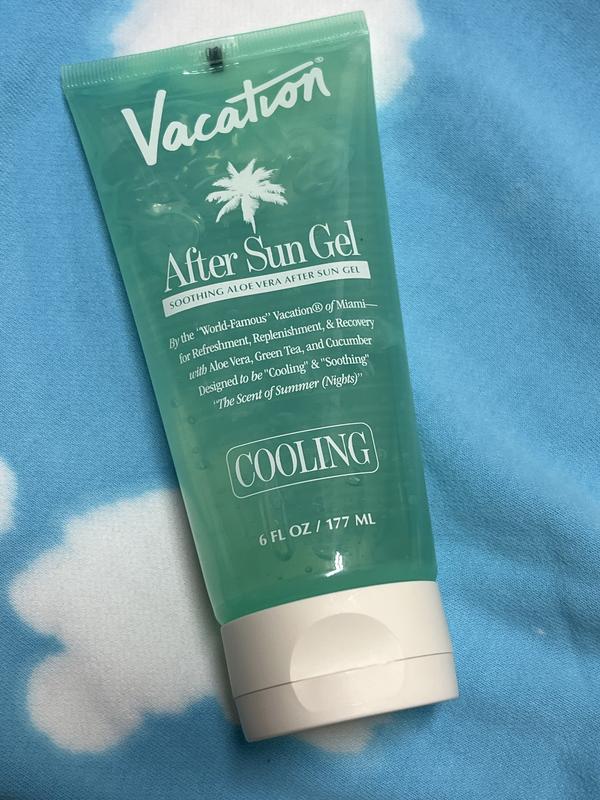 Vacation®
After Sun Gel
SOOTHING ALOE VERA AFTER SUN GEL
By the "World-Famous" Vacation® of Miami—
for Refreshment, Replenishment, & Recovery
with Aloe Vera, Green Tea, and Cucumber
Designed to be "Cooling" & "Soothing"
"The Scent of Summer (Nights)"
COOLING
6 FL OZ / 177 ML